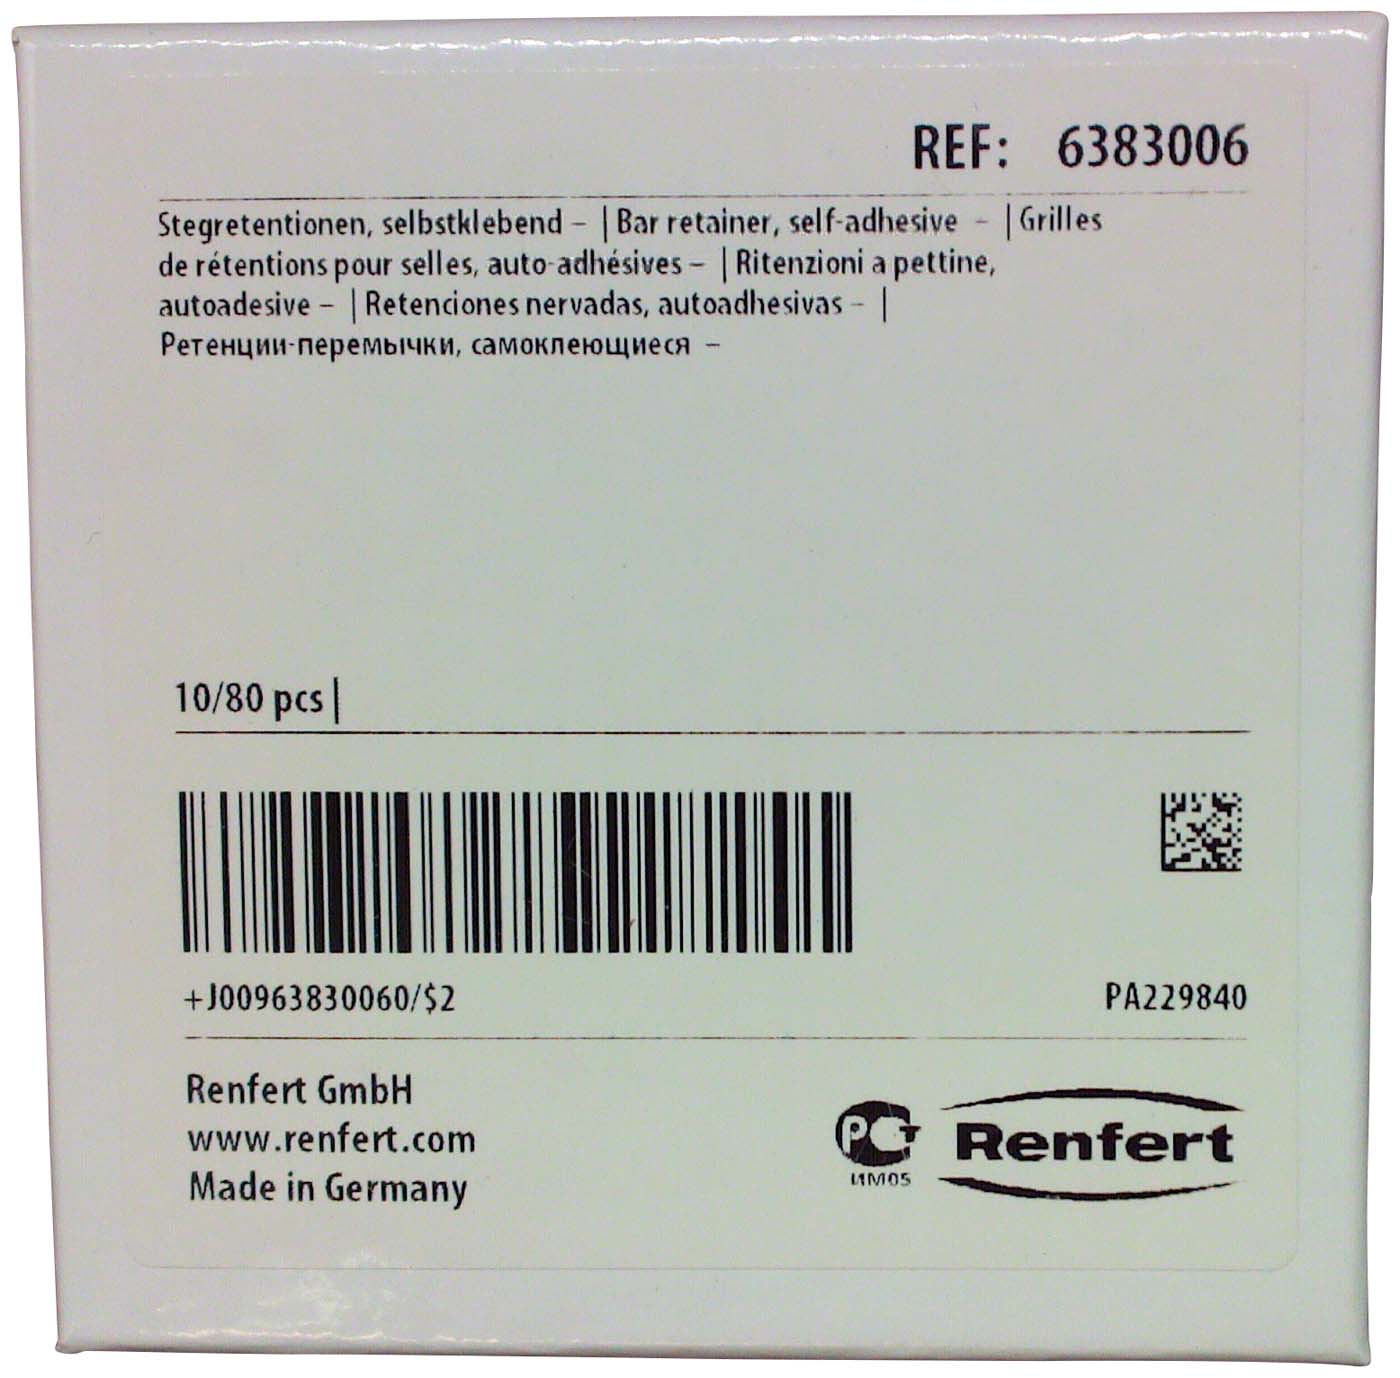 REF: 6383006
Stegretentionen, selbstklebend – | Bar retainer, self-adhesive – | Grilles
de rétentions pour selles, auto-adhésives – | Ritenzioni a pettine,
autoadesive – | Retenciones nervadas, autoadhesivas – |
Ретенции-перемычки, самоклеющиеся –
10/80 pcs |
+J00963830060/$2
PA229840
Renfert GmbH
www.renfert.com
Made in Germany
РСТ
ИМ05
Renfert